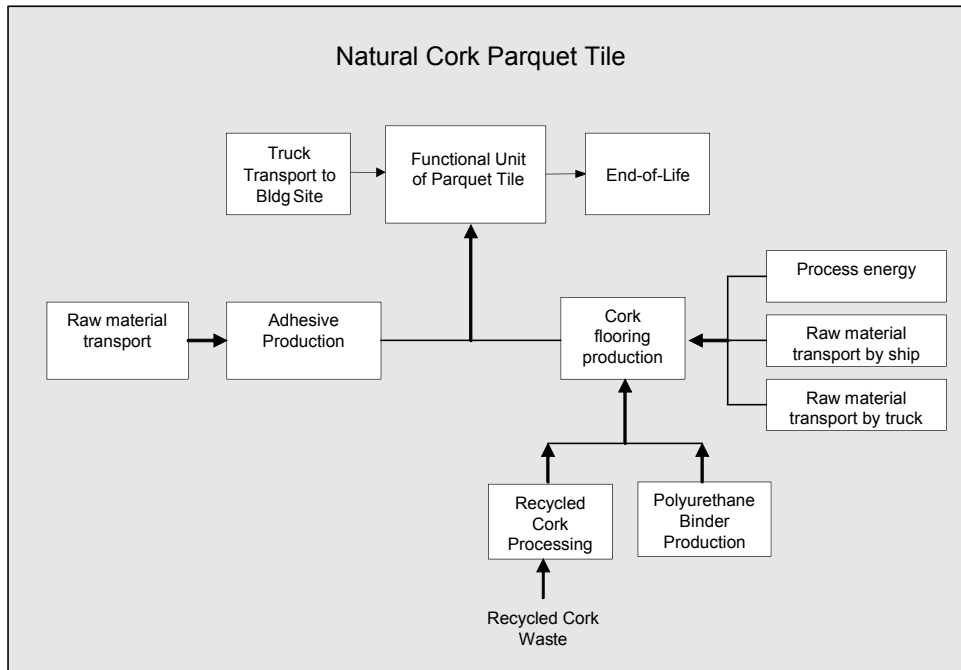 Natural Cork Parquet Tile
Truck
Transport to
Bldg Site
Functional Unit
of Parquet Tile
End-of-Life
Process energy
Raw material
transport
Adhesive
Production
Cork
flooring
production
Raw material
transport by ship
Raw material
transport by truck
Recycled
Cork
Processing
Polyurethane
Binder
Production
Recycled Cork
Waste